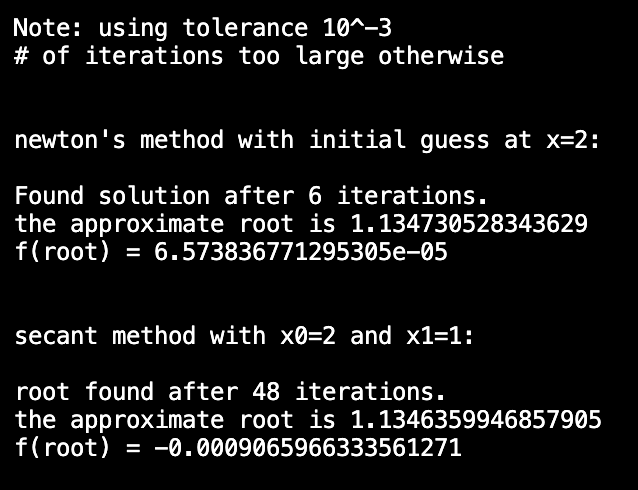 Note: using tolerance 10^-3
# of iterations too large otherwise
newton's method with initial guess at x=2:
Found solution after 6 iterations.
the approximate root is 1.134730528343629
f(root) = 6.573836771295305e-05
secant method with x0=2 and x1=1:
root found after 48 iterations.
the approximate root is 1.1346359946857905
f(root) = -0.0009065966333561271